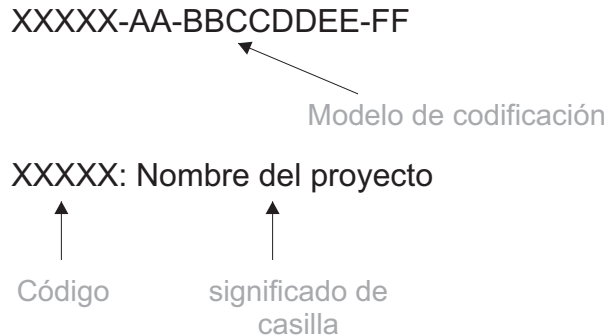 XXXXX-AA-BBCCDDEE-FF
Modelo de codificación
XXXXX: Nombre del proyecto
Código
significado de
casilla